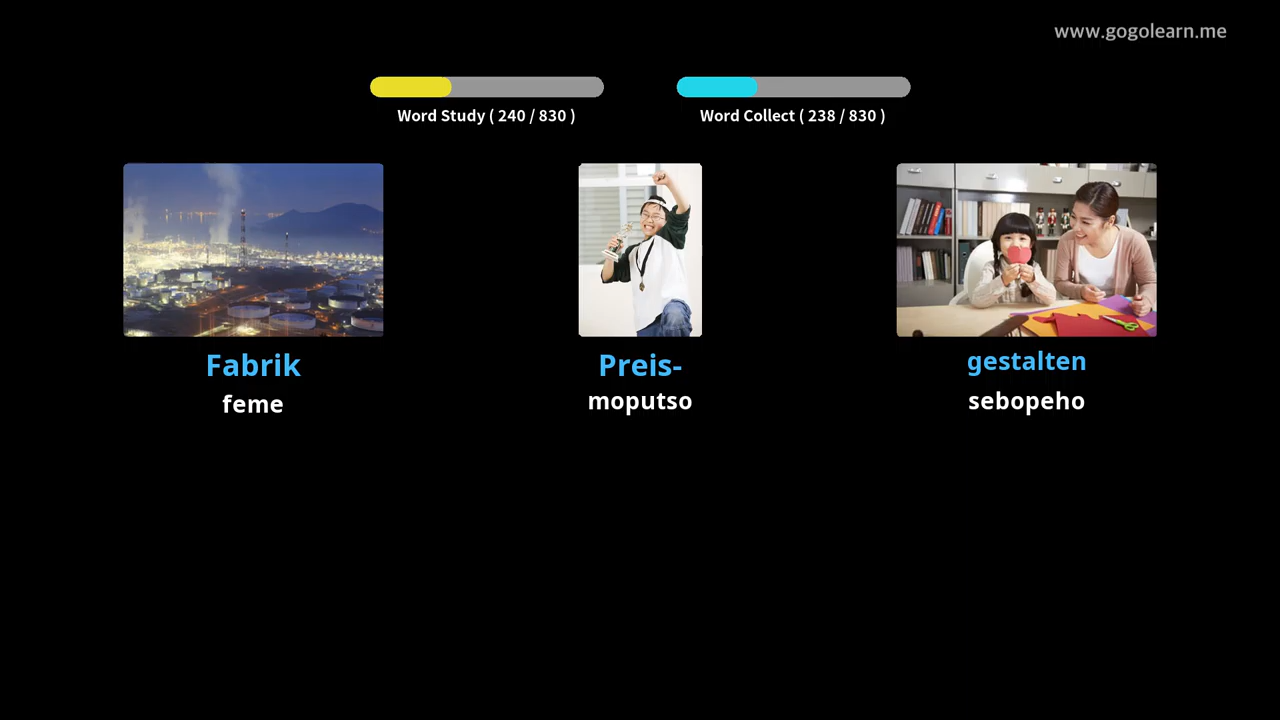 www.gogolearn.me
Word Study ( 240 / 830 )
Word Collect ( 238 / 830 )
Fabrik
feme
Preis-
moputso
gestalten
sebopeho